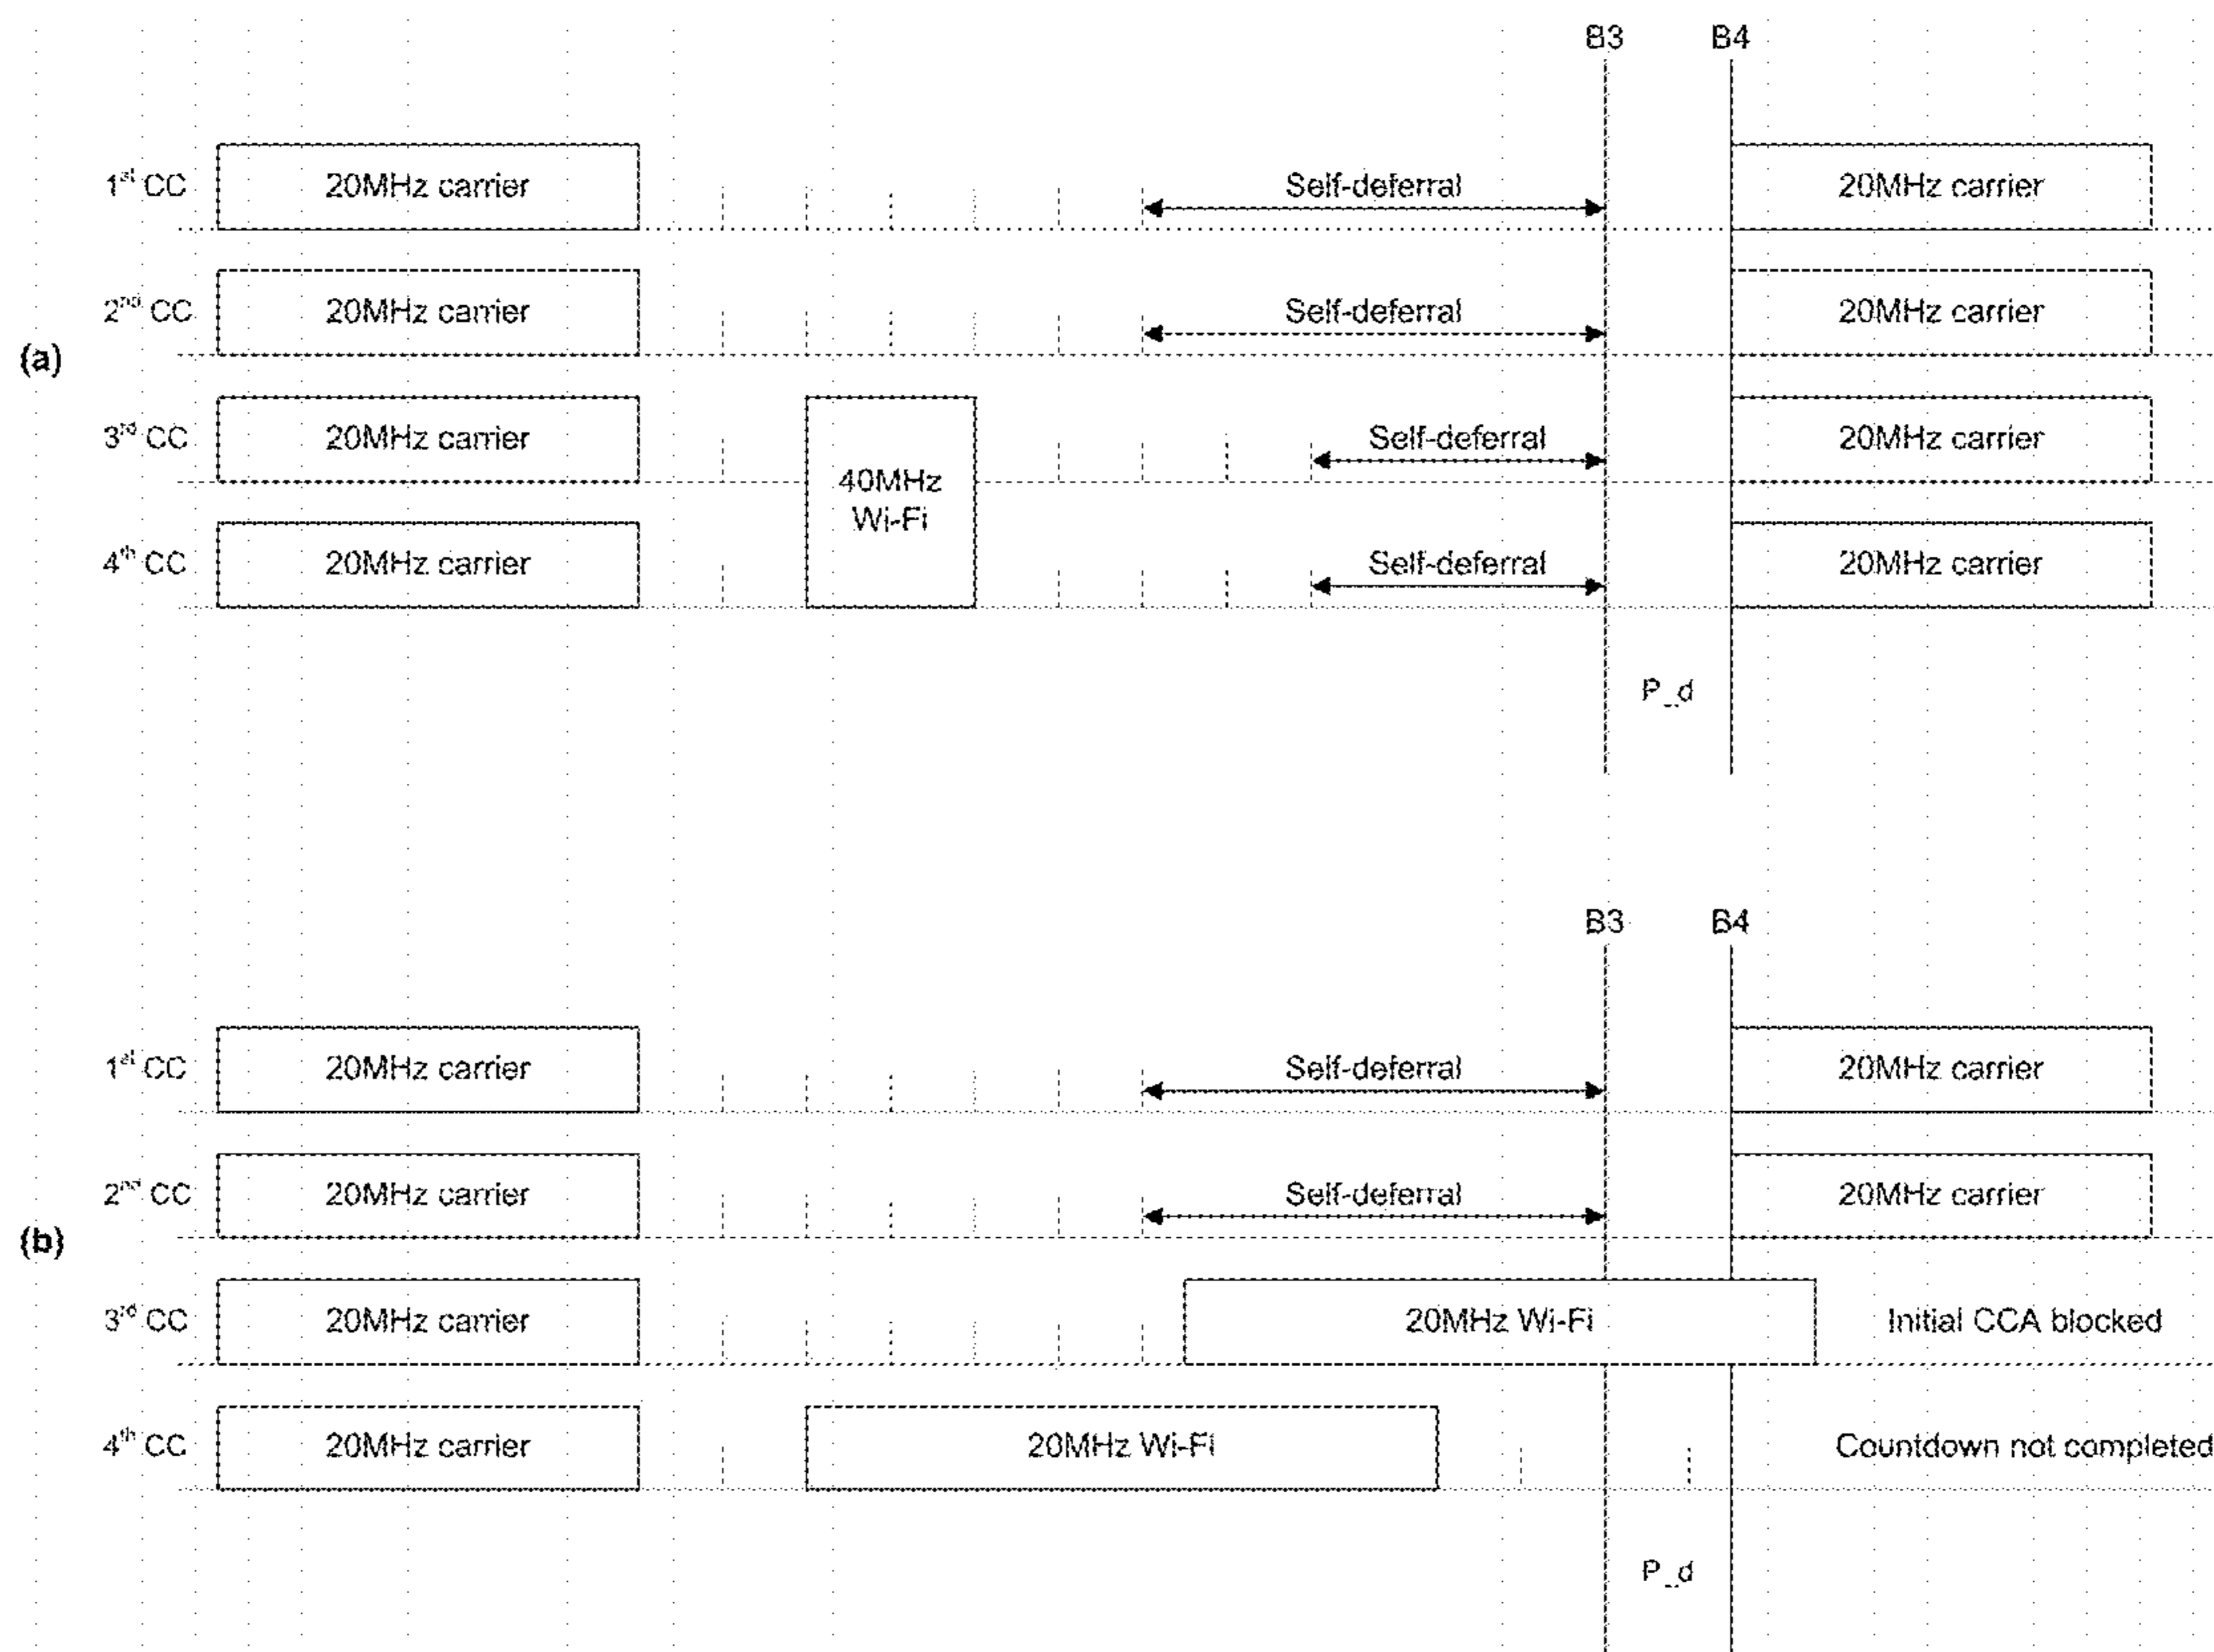 B3 B4
1st CC 20MHz carrier Self-deferral 20MHz carrier
2nd CC 20MHz carrier Self-deferral 20MHz carrier
(a)
3rd CC 20MHz carrier Self-deferral 20MHz carrier
40MHz
Wi-Fi
4th CC 20MHz carrier Self-deferral 20MHz carrier
P_d
B3 B4
1st CC 20MHz carrier Self-deferral 20MHz carrier
2nd CC 20MHz carrier Self-deferral 20MHz carrier
(b)
3rd CC 20MHz carrier 20MHz Wi-Fi Initial CCA blocked
4th CC 20MHz carrier 20MHz Wi-Fi Countdown not completed
P_d